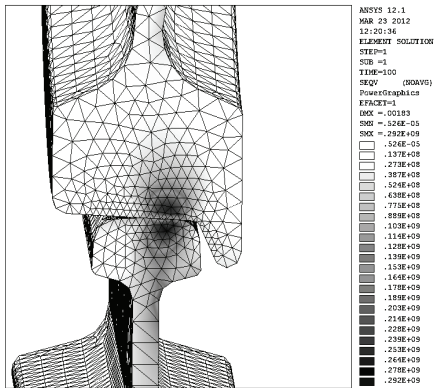 ANSYS 12.1
MAR 23 2012
12:20:36
ELEMENT SOLUTION
STEP=1
SUB =1
TIME=100
SEQV (NOAVG)
PowerGraphics
EFACET=1
DMX =.00183
SMN =.526E-05
SMX =.292E+09
.526E-05
.137E+08
.273E+08
.387E+08
.524E+08
.638E+08
.775E+08
.889E+08
.103E+09
.114E+09
.128E+09
.139E+09
.153E+09
.164E+09
.178E+09
.189E+09
.203E+09
.214E+09
.228E+09
.239E+09
.253E+09
.264E+09
.278E+09
.292E+09